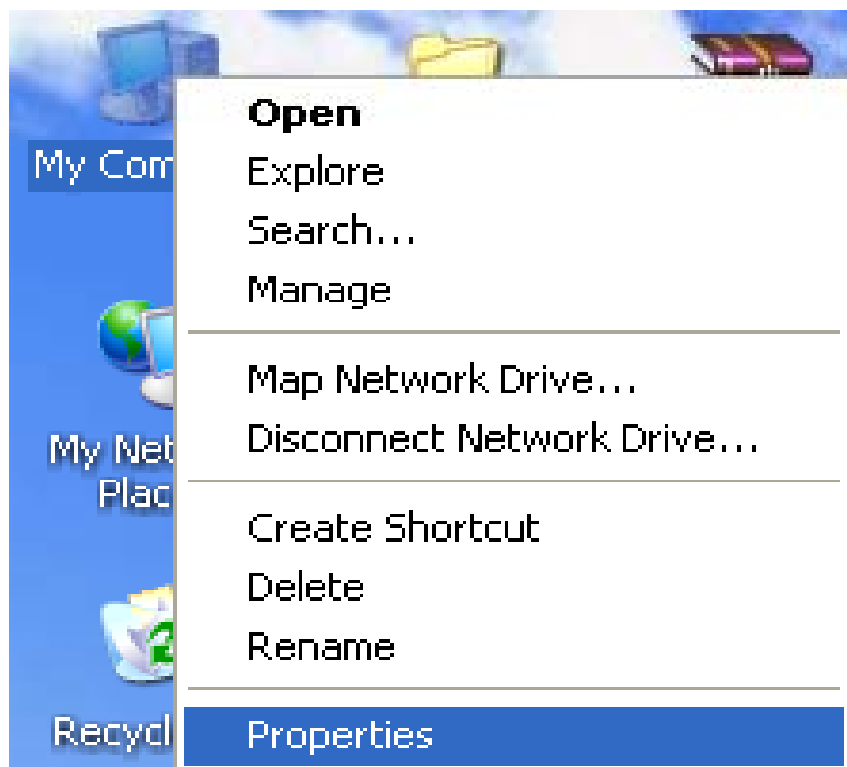 My Com
My Net
Plac
Recycl
Open
Explore
Search...
Manage
Map Network Drive...
Disconnect Network Drive...
Create Shortcut
Delete
Rename
Properties